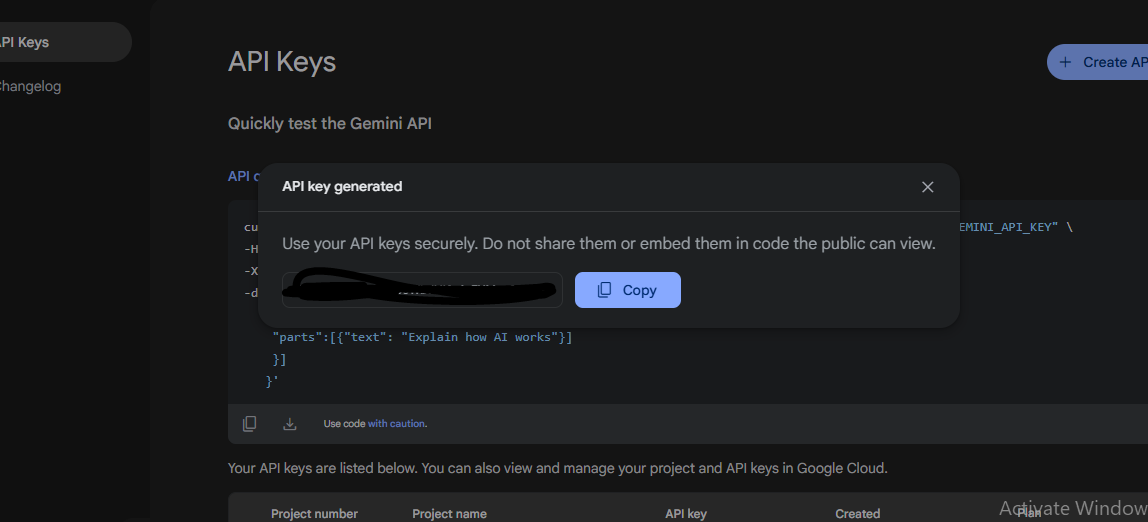 API Keys
Changelog
API Keys
+ Create AP
Quickly test the Gemini API
API
API key generated
Use your API keys securely. Do not share them or embed them in code the public can view.
Copy
cu
EMINI_API_KEY" \
-H
-X
-d
"parts":[{"text": "Explain how AI works"}]
}]
}'
Use code with caution.
Your API keys are listed below. You can also view and manage your project and API keys in Google Cloud.
Project number Project name API key Created Plan
Activate Window